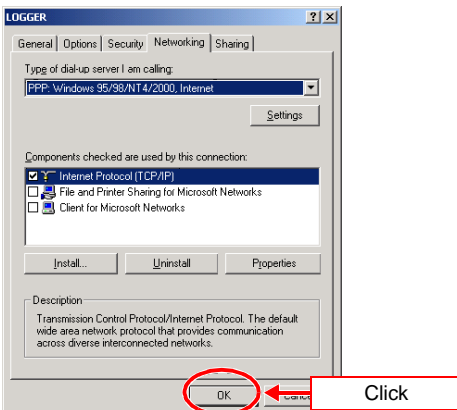 LOGGER
General Options Security Networking Sharing
Type of dial-up server I am calling:
PPP: Windows 95/98/NT4/2000, Internet
Settings
Components checked are used by this connection:
Internet Protocol (TCP/IP)
File and Printer Sharing for Microsoft Networks
Client for Microsoft Networks
Install... Uninstall Properties
Description
Transmission Control Protocol/Internet Protocol. The default
wide area network protocol that provides communication
across diverse interconnected networks.
OK Click